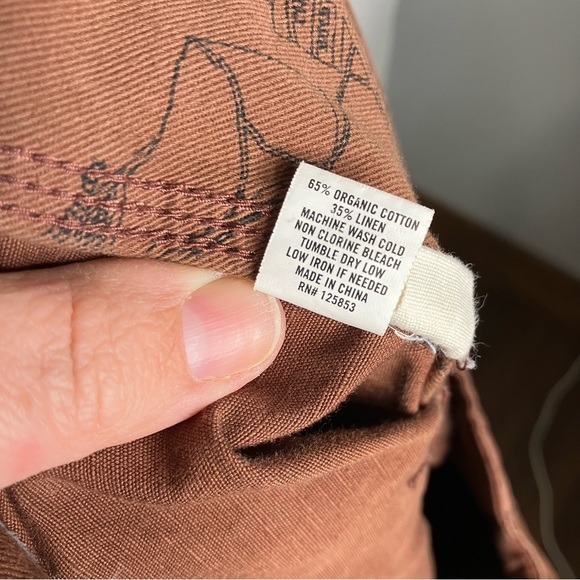 65% ORGANIC COTTON
35% LINEN
MACHINE WASH COLD
NON CLORINE BLEACH
TUMBLE DRY LOW
LOW IRON IF NEEDED
MADE IN CHINA
RN# 125853